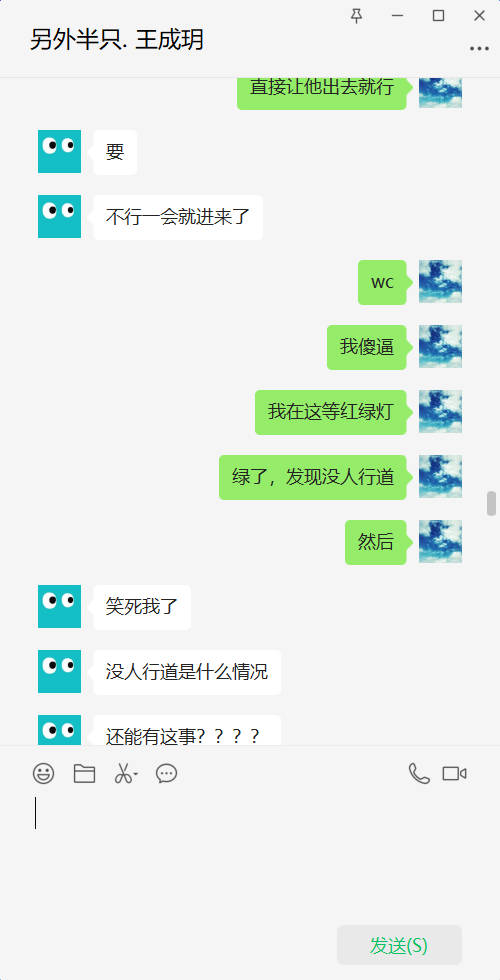 另外半只. 王成玥
直接让他出去就行
要
不行一会就进来了
wc
我傻逼
我在这等红绿灯
绿了，发现没人行道
然后
笑死我了
没人行道是什么情况
还能有这事？？？？
发送(S)